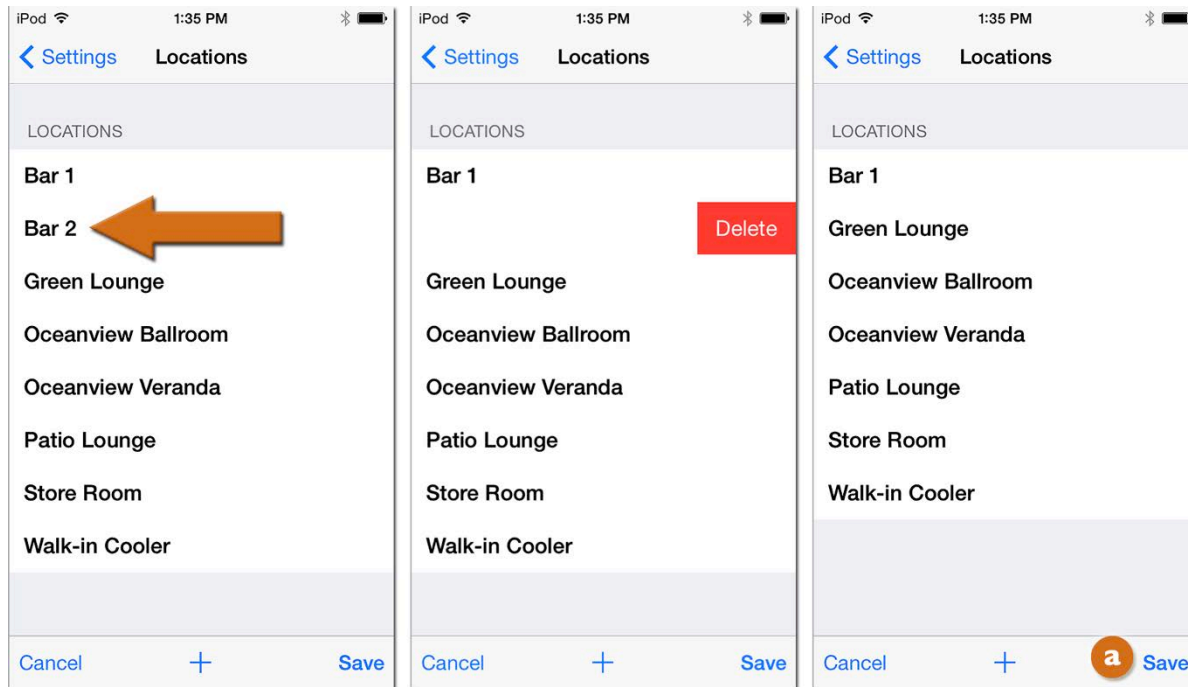 iPod 1:35 PM
Settings Locations
LOCATIONS
Bar 1
Bar 2
Green Lounge
Oceanview Ballroom
Oceanview Veranda
Patio Lounge
Store Room
Walk-in Cooler
Cancel + Save
iPod 1:35 PM
Settings Locations
LOCATIONS
Bar 1
Delete
Green Lounge
Oceanview Ballroom
Oceanview Veranda
Patio Lounge
Store Room
Walk-in Cooler
Cancel + Save
iPod 1:35 PM
Settings Locations
LOCATIONS
Bar 1
Green Lounge
Oceanview Ballroom
Oceanview Veranda
Patio Lounge
Store Room
Walk-in Cooler
Cancel + a Save